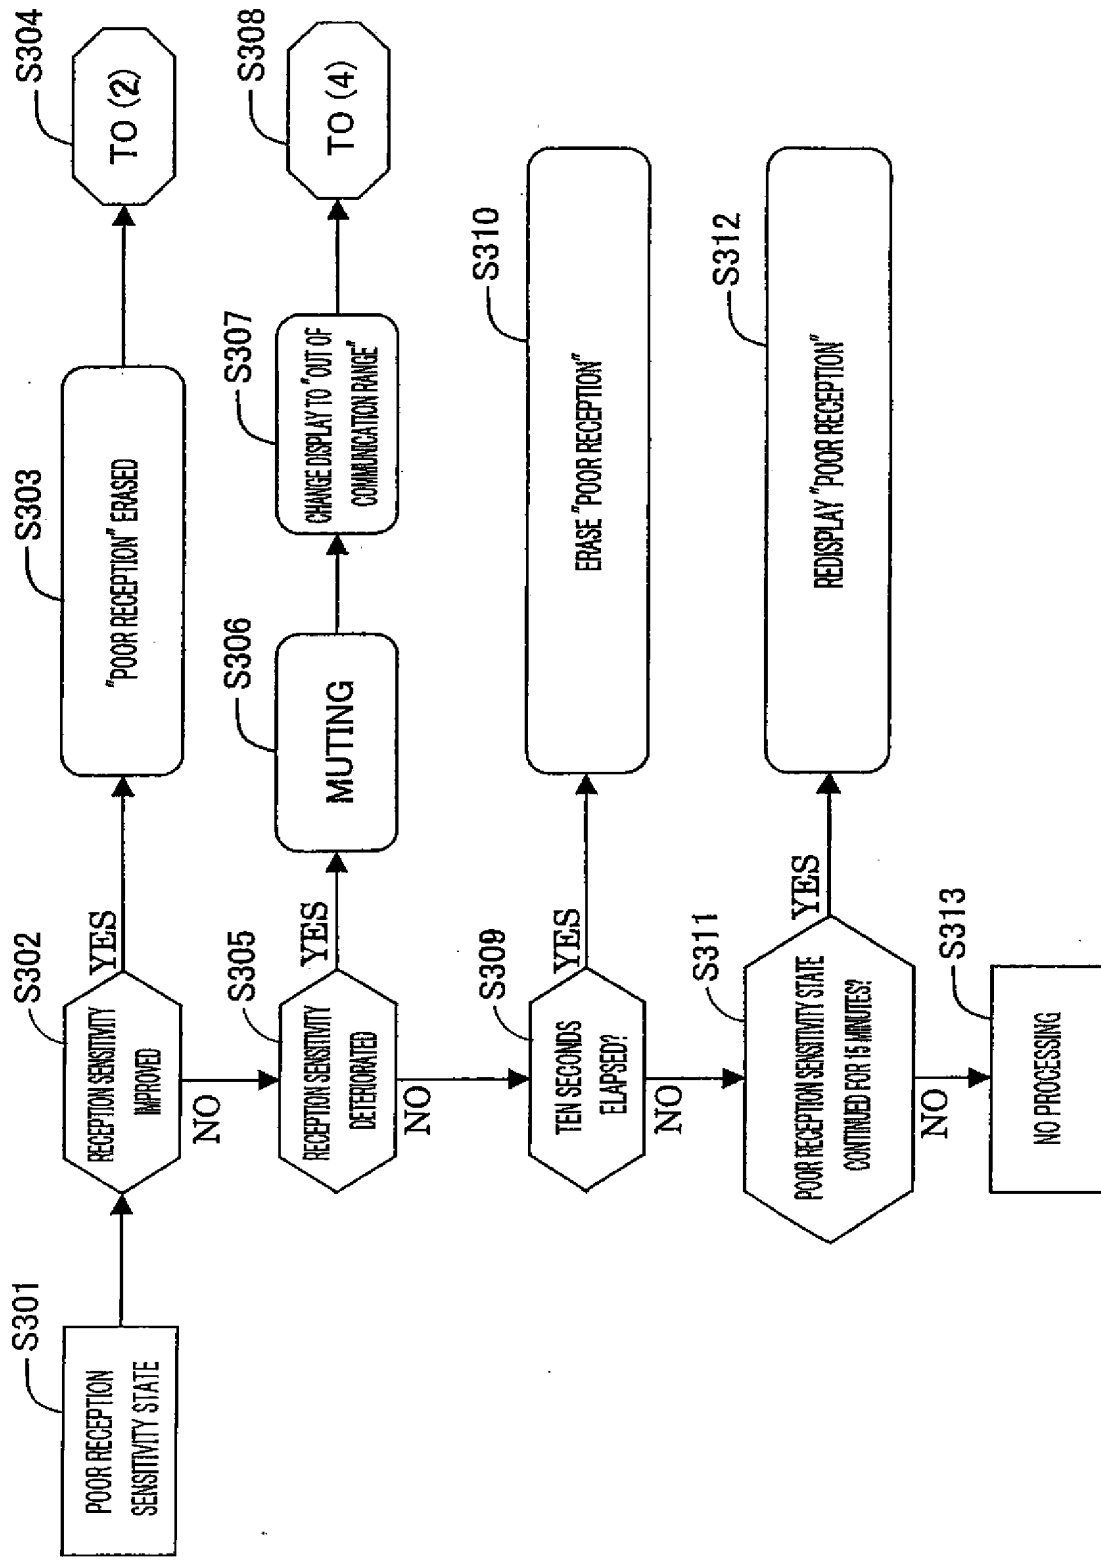 S301
POOR RECEPTION
SENSITIVITY STATE
S302
RECEPTION SENSITIVITY
IMPROVED
YES
NO
S303
"POOR RECEPTION" ERASED
S304
TO (2)
S305
RECEPTION SENSITIVITY
DETERIORATED
YES
NO
S306
MUTING
S307
CHANGE DISPLAY TO "OUT OF
COMMUNICATION RANGE"
S308
TO (4)
S309
TEN SECONDS
ELAPSED?
YES
NO
S310
ERASE "POOR RECEPTION"
S311
POOR RECEPTION SENSITIVITY STATE
CONTINUED FOR 15 MINUTES?
YES
NO
S312
REDISPLAY "POOR RECEPTION"
S313
NO PROCESSING